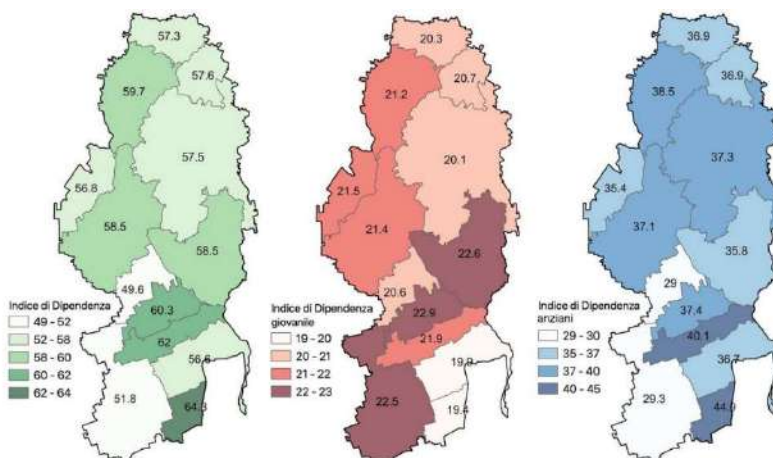 57.3
57.6
59.7
57.5
56.8
58.5
58.5
49.6
60.3
62
56.6
51.8
64.3
Indice di Dipendenza
49 - 52
52 - 58
58 - 60
60 - 62
62 - 64
20.3
20.7
21.2
20.1
21.5
21.4
22.6
20.6
22.9
21.9
19.9
22.5
19.4
Indice di Dipendenza
giovanile
19 - 20
20 - 21
21 - 22
22 - 23
36.9
36.9
38.5
37.3
35.4
37.1
35.8
29
37.4
40.1
36.7
29.3
44.9
Indice di Dipendenza
anziani
29 - 30
35 - 37
37 - 40
40 - 45